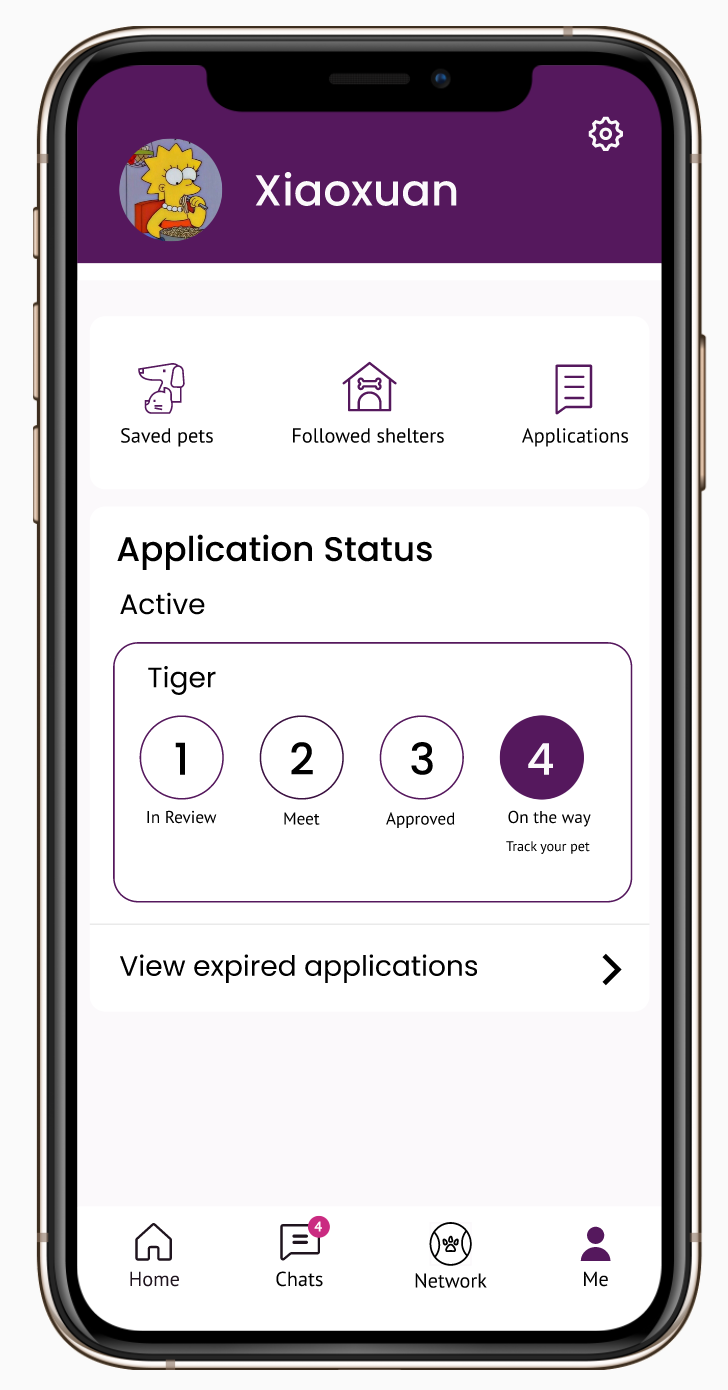 Xiaoxuan
Saved pets
Followed shelters
Applications
Application Status
Active
Tiger
1
2
3
4
In Review
Meet
Approved
On the way
Track your pet
View expired applications
4
Home
Chats
Network
Me